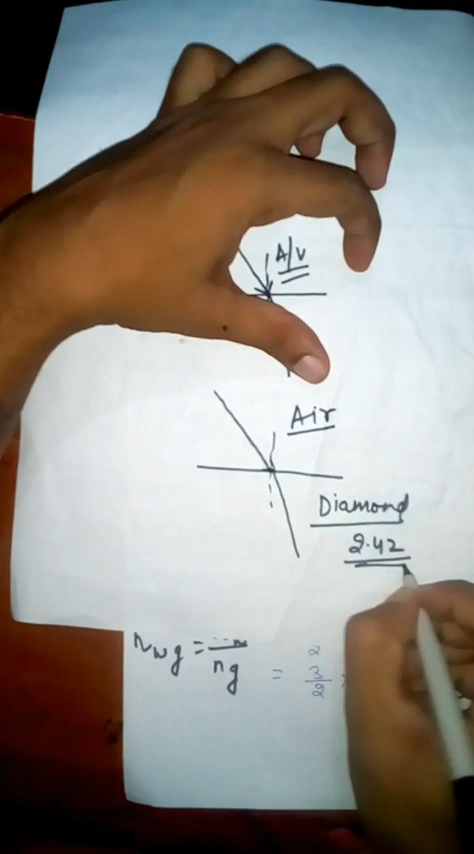 A/V
Air
Diamond
2.42
nwg =
ng
= 3
2